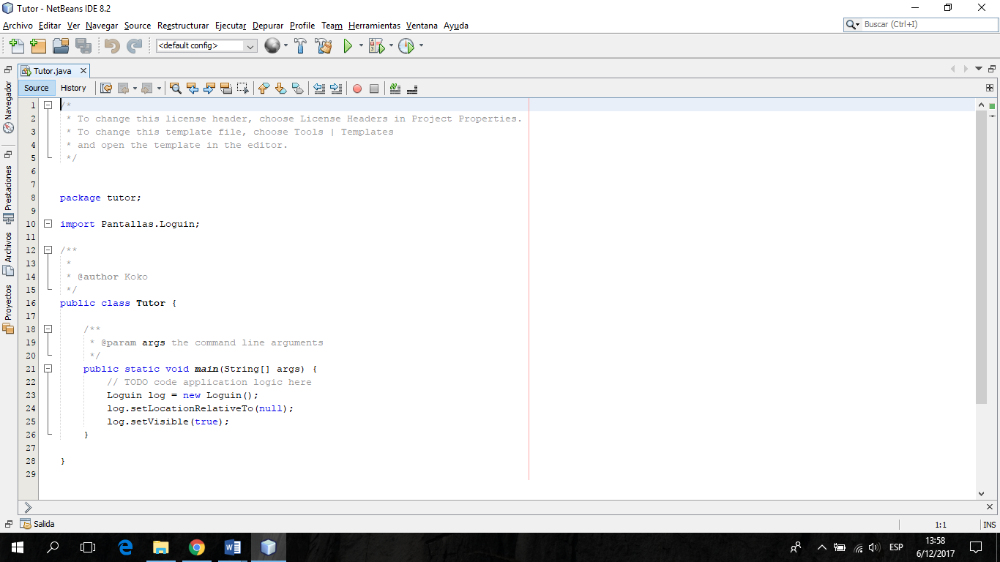 Tutor - NetBeans IDE 8.2
Archivo Editar Ver Navegar Source Reestructurar Ejecutar Depurar Profile Team Herramientas Ventana Ayuda
Buscar (Ctrl+I)
<default config>
Tutor.java
Source History
Navegador
Prestaciones
Archivos
Proyectos
1 /*
2 * To change this license header, choose License Headers in Project Properties.
3 * To change this template file, choose Tools | Templates
4 * and open the template in the editor.
5 */
6
7
8 package tutor;
9
10 import Pantallas.Loguin;
11
12 /**
13 *
14 * @author Koko
15 */
16 public class Tutor {
17
18 /**
19 * @param args the command line arguments
20 */
21 public static void main(String[] args) {
22 // TODO code application logic here
23 Loguin log = new Loguin();
24 log.setLocationRelativeTo(null);
25 log.setVisible(true);
26 }
27
28 }
29
Salida
1:1 INS
ESP
13:58
6/12/2017